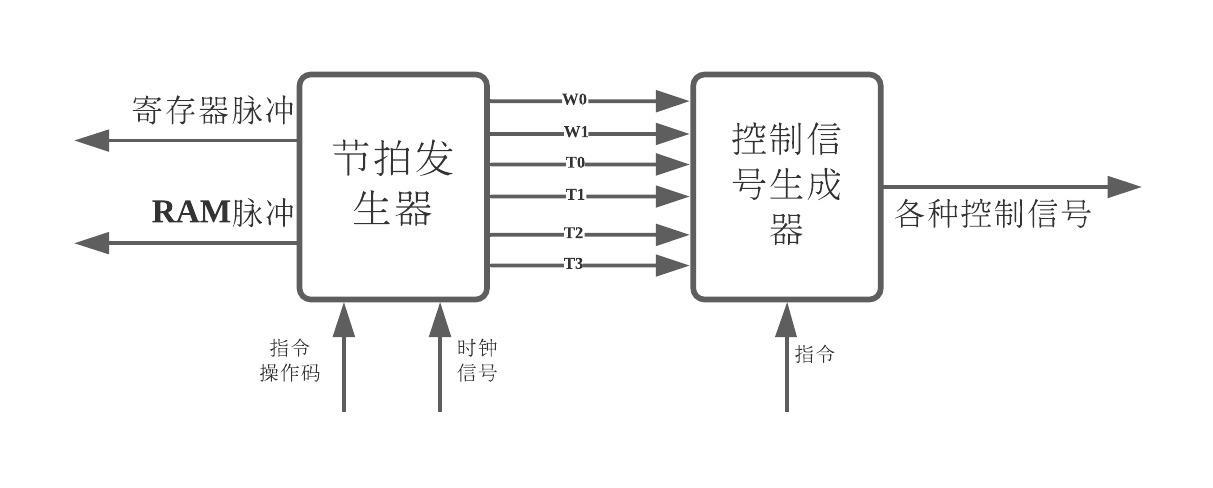 寄存器脉冲
RAM脉冲
节拍发
生器
指令
操作码
时钟
信号
W0
W1
T0
T1
T2
T3
控制信
号生成
器
指令
各种控制信号